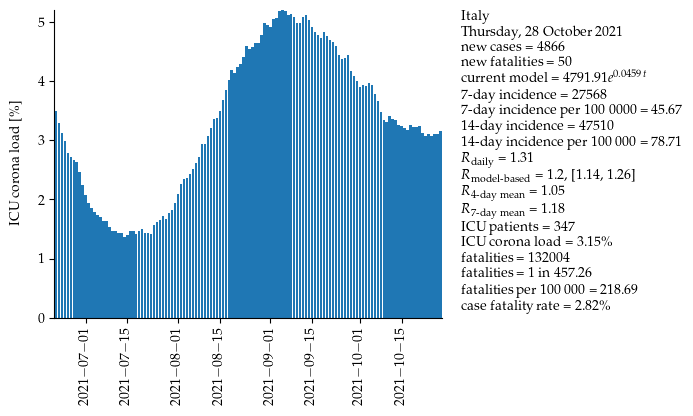 ICU corona load [%]
5
4
3
2
1
0
2021−07−01
2021−07−15
2021−08−01
2021−08−15
2021−09−01
2021−09−15
2021−10−01
2021−10−15
Italy
Thursday, 28 October 2021
new cases = 4866
new fatalities = 50
current model = 4791.91e^0.0459 t
7-day incidence = 27568
7-day incidence per 100 0000 = 45.67
14-day incidence = 47510
14-day incidence per 100 000 = 78.71
R_daily = 1.31
R_model-based = 1.2, [1.14, 1.26]
R_4-day mean = 1.05
R_7-day mean = 1.18
ICU patients = 347
ICU corona load = 3.15%
fatalities = 132004
fatalities = 1 in 457.26
fatalities per 100 000 = 218.69
case fatality rate = 2.82%